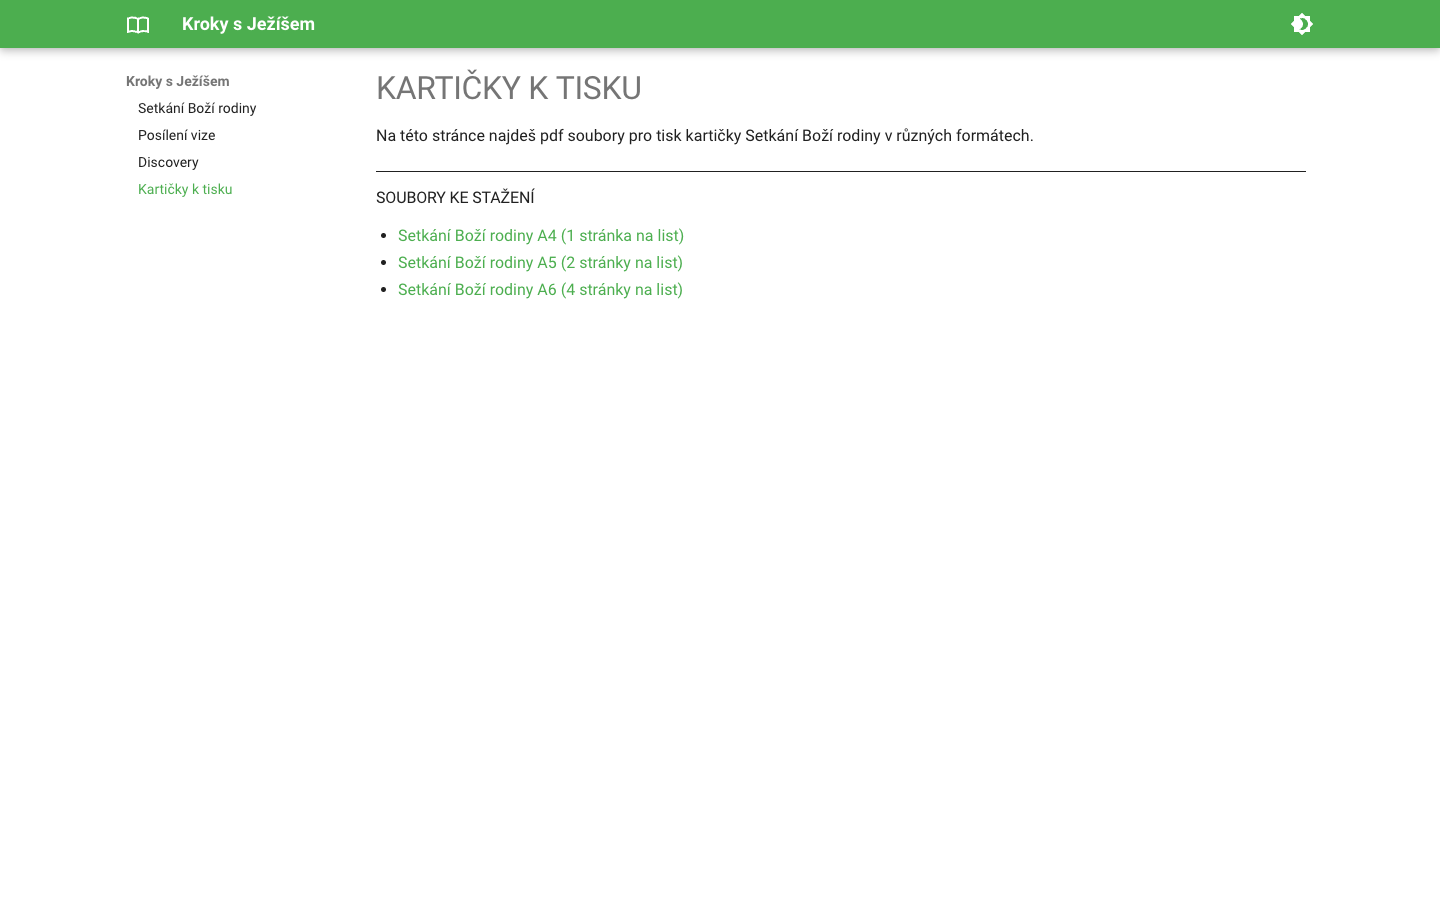 Kroky s Ježíšem
Kroky s Ježíšem
Setkání Boží rodiny
Posílení vize
Discovery
Kartičky k tisku
KARTIČKY K TISKU
Na této stránce najdeš pdf soubory pro tisk kartičky Setkání Boží rodiny v různých formátech.
SOUBORY KE STAŽENÍ
Setkání Boží rodiny A4 (1 stránka na list)
Setkání Boží rodiny A5 (2 stránky na list)
Setkání Boží rodiny A6 (4 stránky na list)